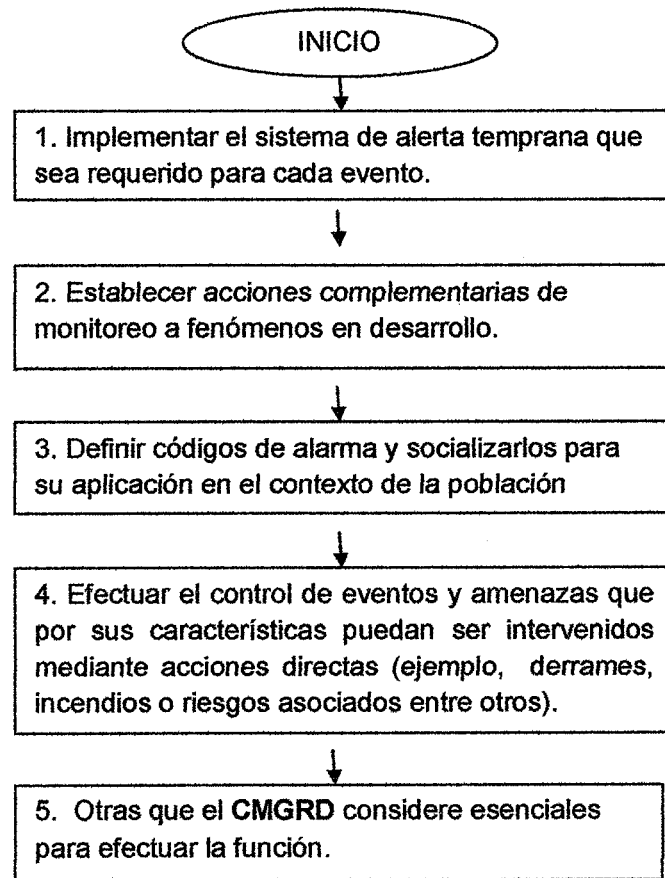 INICIO
1. Implementar el sistema de alerta temprana que
sea requerido para cada evento.
2. Establecer acciones complementarias de
monitoreo a fenómenos en desarrollo.
3. Definir códigos de alarma y socializarlos para
su aplicación en el contexto de la población
4. Efectuar el control de eventos y amenazas que
por sus características puedan ser intervenidos
mediante acciones directas (ejemplo, derrames,
incendios o riesgos asociados entre otros).
5. Otras que el CMGRD considere esenciales
para efectuar la función.